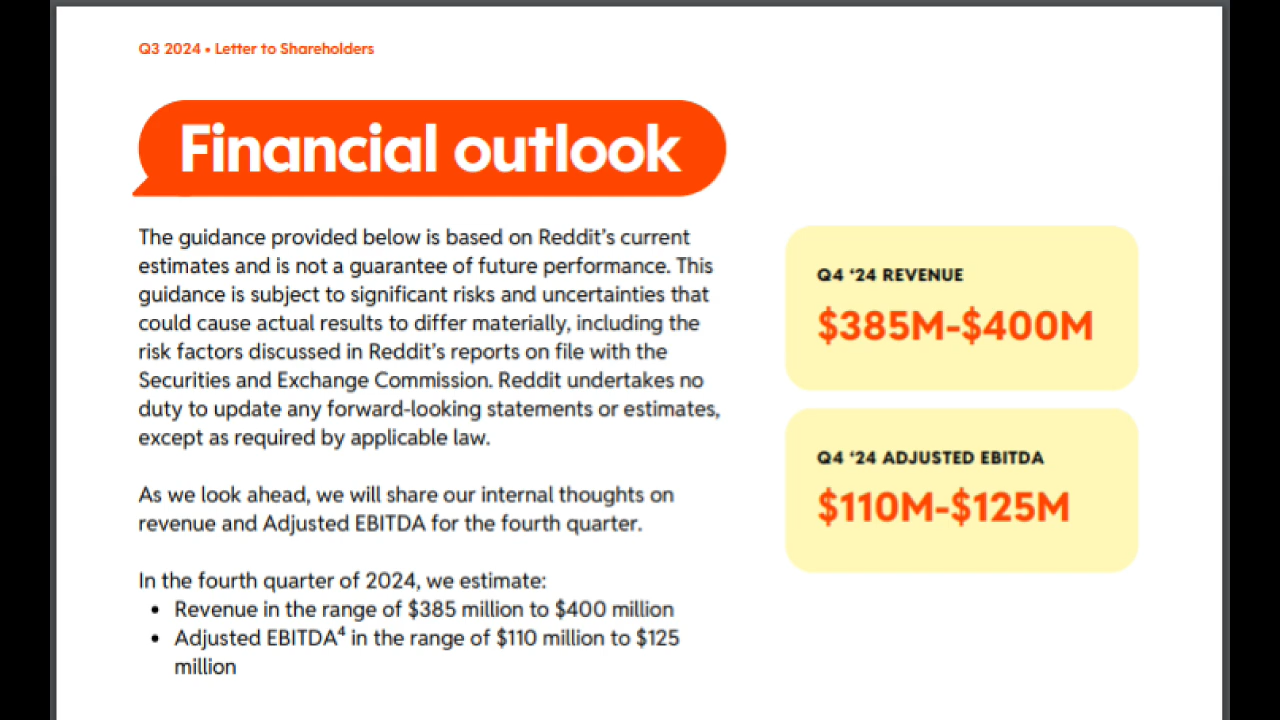 Q3 2024 • Letter to Shareholders
Financial outlook
The guidance provided below is based on Reddit's current
estimates and is not a guarantee of future performance. This
guidance is subject to significant risks and uncertainties that
could cause actual results to differ materially, including the
risk factors discussed in Reddit's reports on file with the
Securities and Exchange Commission. Reddit undertakes no
duty to update any forward-looking statements or estimates,
except as required by applicable law.
As we look ahead, we will share our internal thoughts on
revenue and Adjusted EBITDA for the fourth quarter.
In the fourth quarter of 2024, we estimate:
• Revenue in the range of $385 million to $400 million
• Adjusted EBITDA⁴ in the range of $110 million to $125
million
Q4 ‘24 REVENUE
$385M-$400M
Q4 ‘24 ADJUSTED EBITDA
$110M-$125M